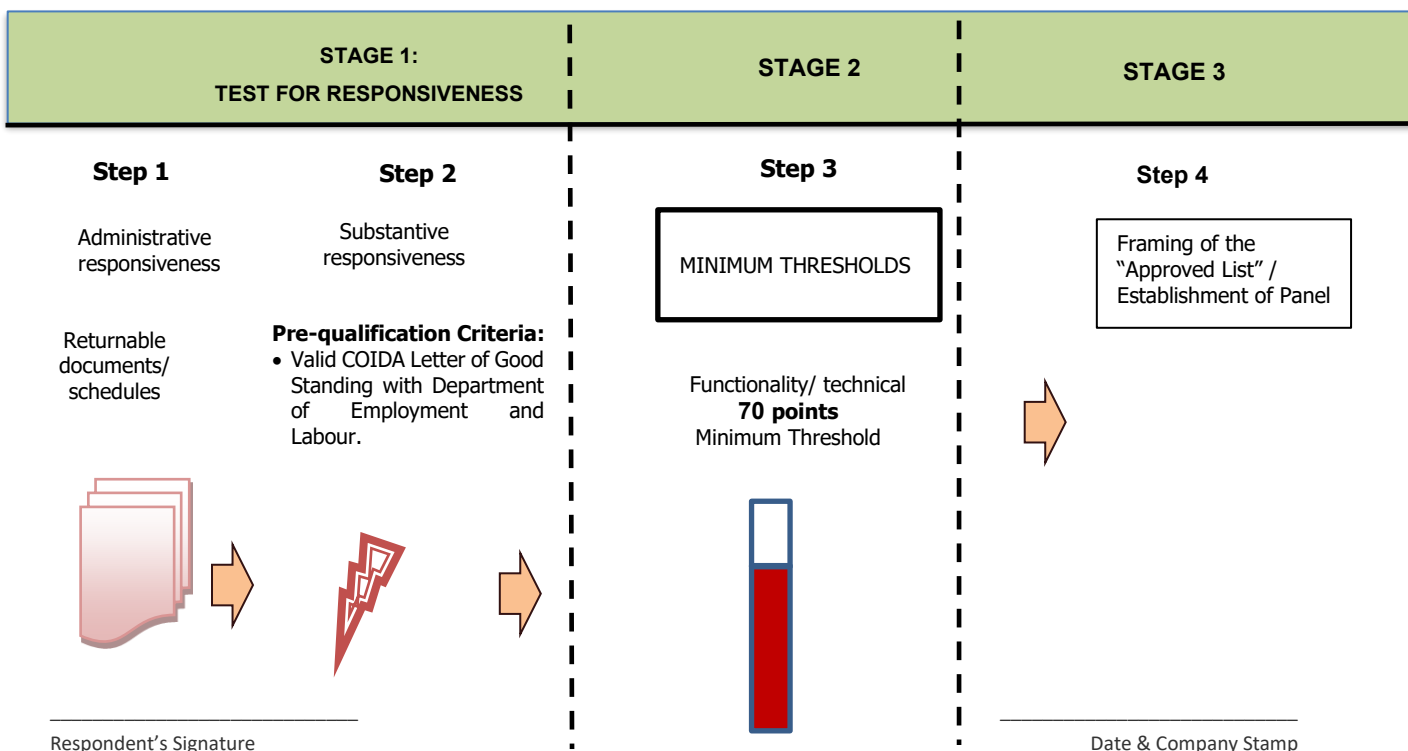 STAGE 1:
TEST FOR RESPONSIVENESS
STAGE 2
STAGE 3
Step 1
Administrative
responsiveness
Returnable
documents/
schedules
Step 2
Substantive
responsiveness
Pre-qualification Criteria:
• Valid COIDA Letter of Good
Standing with Department
of Employment and
Labour.
Step 3
MINIMUM THRESHOLDS
Functionality/ technical
70 points
Minimum Threshold
Step 4
Framing of the
“Approved List” /
Establishment of Panel
Respondent’s Signature
Date & Company Stamp